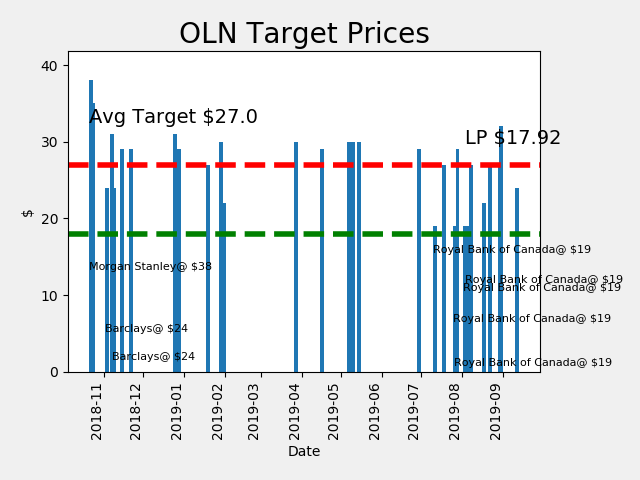 OLN Target Prices
40
30
20
10
0
$
Avg Target $27.0
LP $17.92
Royal Bank of Canada@ $19
Morgan Stanley@ $38
Royal Bank of Canada@ $19
Royal Bank of Canada@ $19
Royal Bank of Canada@ $19
Barclays@ $24
Barclays@ $24
Royal Bank of Canada@ $19
2018-11
2018-12
2019-01
2019-02
2019-03
2019-04
2019-05
2019-06
2019-07
2019-08
2019-09
Date